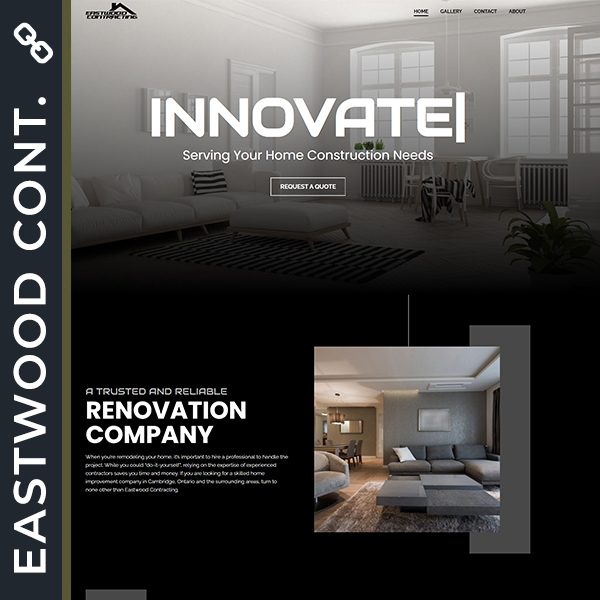 EASTWOOD CONT.
EASTWOOD
CONTRACTING
HOME GALLERY CONTACT ABOUT
INNOVATE|
Serving Your Home Construction Needs
REQUEST A QUOTE
A TRUSTED AND RELIABLE
RENOVATION
COMPANY
When you're remodeling your home, it's important to hire a professional to handle the
project. While you could "do-it-yourself", relying on the expertise of experienced
contractors saves you time and money. If you are looking for a skilled home
improvement company in Cambridge, Ontario and the surrounding areas, turn to
none other than Eastwood Contracting.